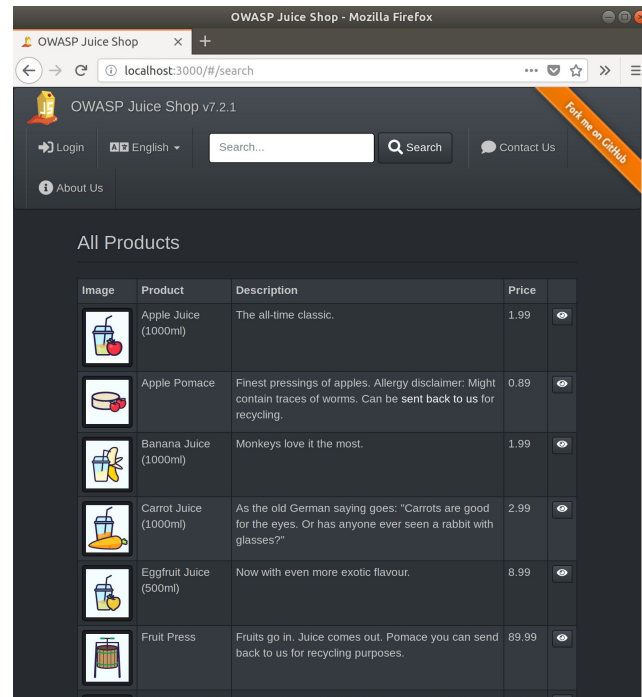 OWASP Juice Shop - Mozilla Firefox
OWASP Juice Shop
localhost:3000/#/search
OWASP Juice Shop v7.2.1
Fork me on GitHub
Login
English
Search...
Search
Contact Us
About Us
All Products
Image Product Description Price
Apple Juice The all-time classic. 1.99
(1000ml)
Apple Pomace Finest pressings of apples. Allergy disclaimer: Might 0.89
contain traces of worms. Can be sent back to us for
recycling.
Banana Juice Monkeys love it the most. 1.99
(1000ml)
Carrot Juice As the old German saying goes: "Carrots are good 2.99
(1000ml) for the eyes. Or has anyone ever seen a rabbit with
glasses?"
Eggfruit Juice Now with even more exotic flavour. 8.99
(500ml)
Fruit Press Fruits go in. Juice comes out. Pomace you can send 89.99
back to us for recycling purposes.